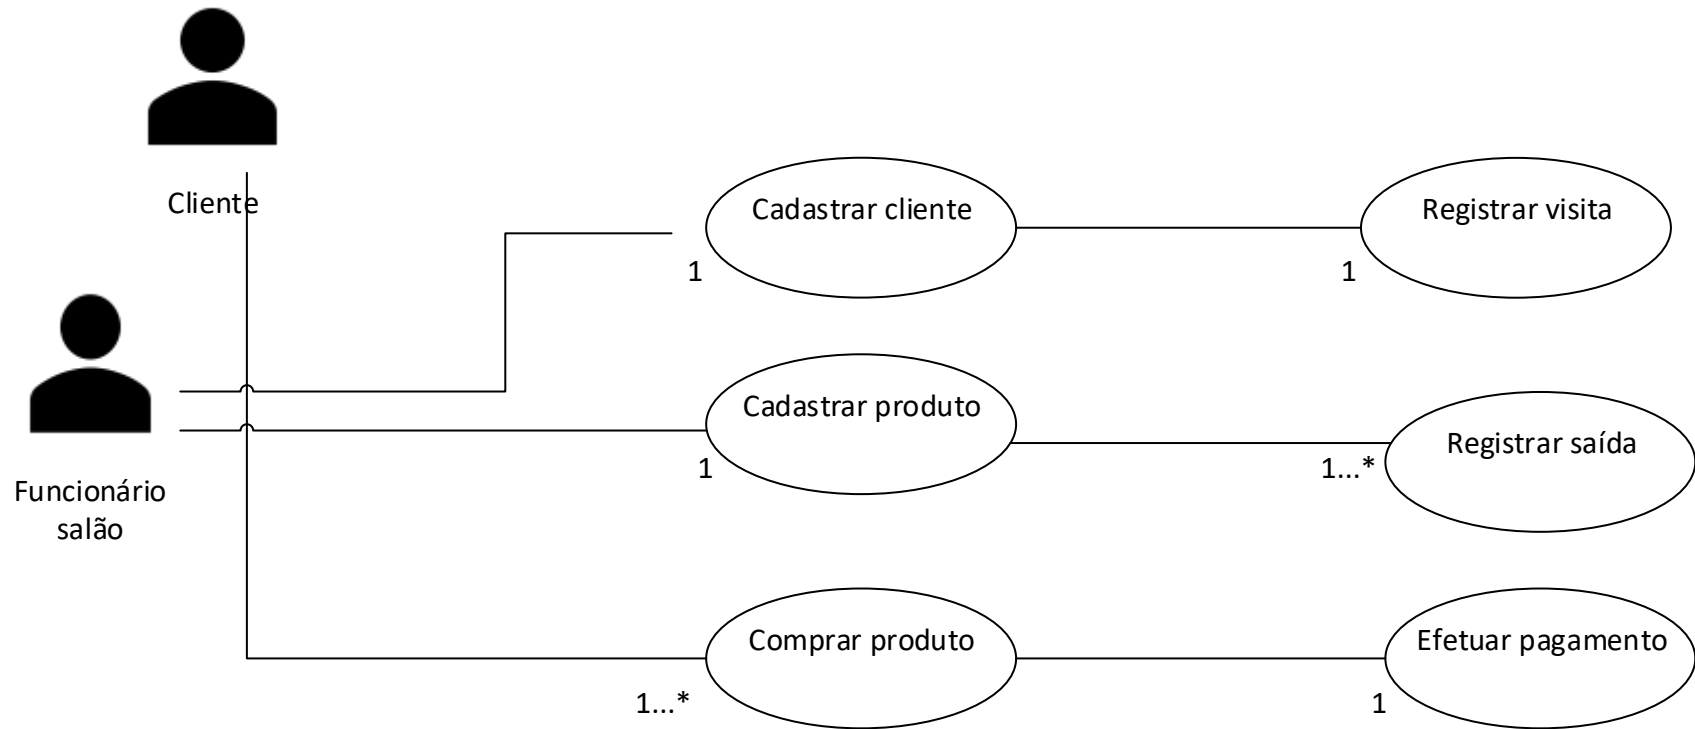 Cliente
Cadastrar cliente
Registrar visita
1
1
Cadastrar produto
Registrar saída
1
1...*
Funcionário
salão
Comprar produto
Efetuar pagamento
1...*
1